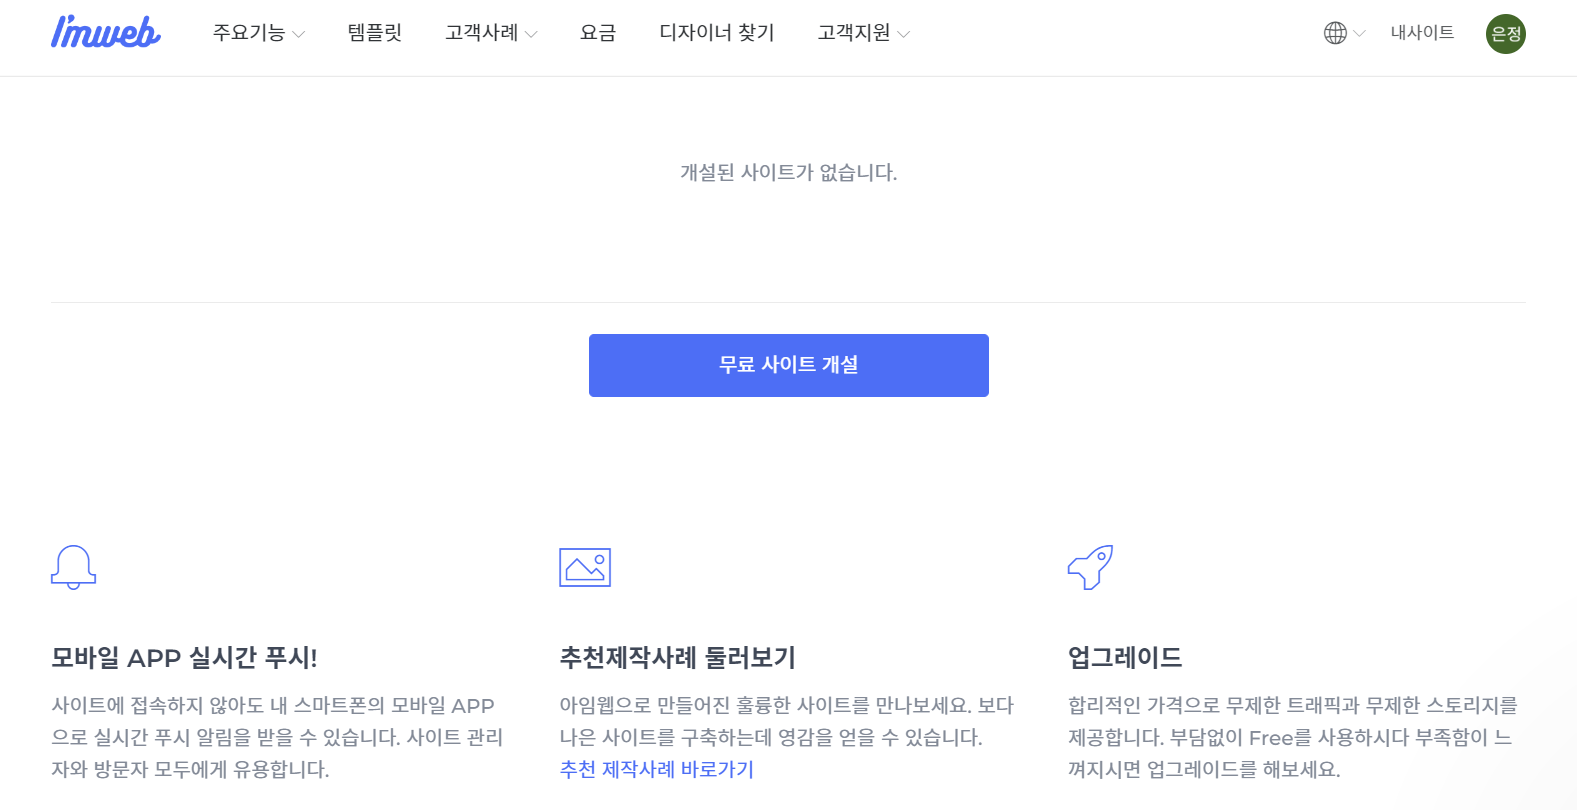 I'mweb 주요기능 템플릿 고객사례 요금 디자이너 찾기 고객지원 내사이트 은정
개설된 사이트가 없습니다.
무료 사이트 개설
모바일 APP 실시간 푸시!
사이트에 접속하지 않아도 내 스마트폰의 모바일 APP
으로 실시간 푸시 알림을 받을 수 있습니다. 사이트 관리
자와 방문자 모두에게 유용합니다.
추천제작사례 둘러보기
아임웹으로 만들어진 훌륭한 사이트를 만나보세요. 보다
나은 사이트를 구축하는데 영감을 얻을 수 있습니다.
추천 제작사례 바로가기
업그레이드
합리적인 가격으로 무제한 트래픽과 무제한 스토리지를
제공합니다. 부담없이 Free를 사용하시다 부족함이 느
껴지시면 업그레이드를 해보세요.